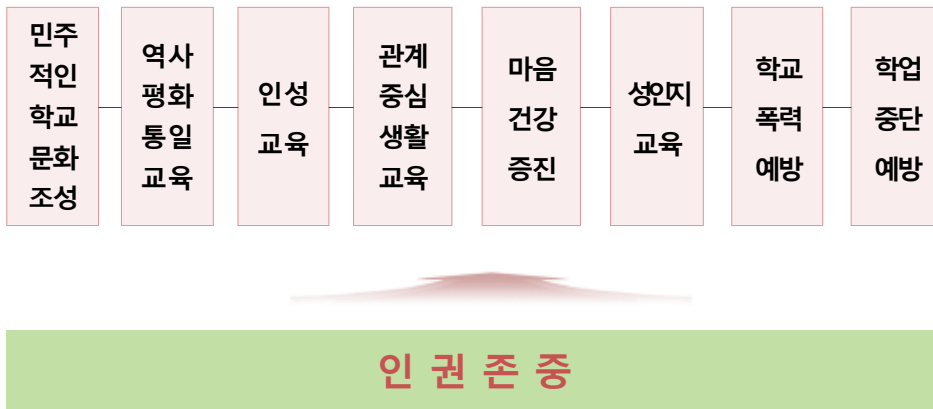 민주
적인
학교
문화
조성
역사
평화
통일
교육
인성
교육
관계
중심
생활
교육
마음
건강
증진
성인지
교육
학교
폭력
예방
학업
중단
예방
인 권 존 중